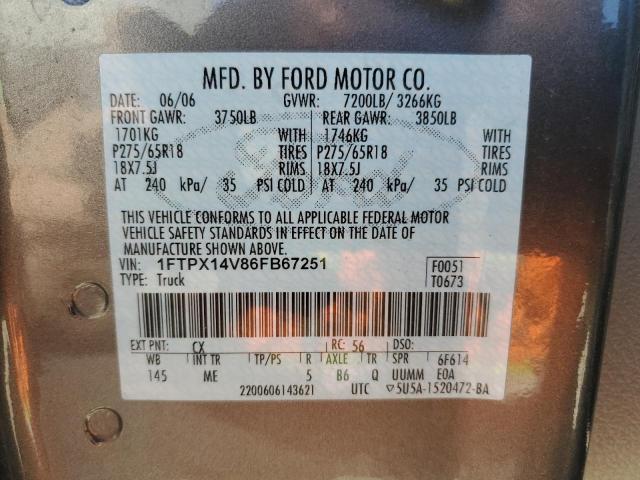 MFD. BY FORD MOTOR CO.
DATE: 06/06 GVWR: 7200LB/ 3266KG
FRONT GAWR: 3750LB REAR GAWR: 3850LB
1701KG WITH 1746KG WITH
P275/65R18 TIRES P275/65R18 TIRES
18X7.5J RIMS 18X7.5J RIMS
AT 240 kPa/ 35 PSI COLD AT 240 kPa/ 35 PSI COLD
THIS VEHICLE CONFORMS TO ALL APPLICABLE FEDERAL MOTOR
VEHICLE SAFETY STANDARDS IN EFFECT ON THE DATE OF
MANUFACTURE SHOWN ABOVE.
VIN: 1FTPX14V86FB67251 F0051
TYPE: Truck T0673
EXT PNT: CX RC: 56 DSO:
WB INT TR TP/PS R AXLE TR SPR 6F614
145 ME 5 B6 Q UUMM E0A
2200606143621 UTC ▽5U5A-1520472-BA
Ford